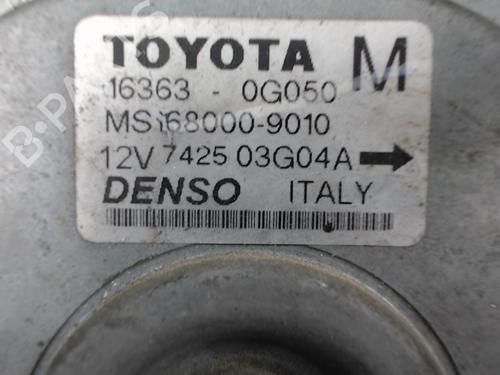 TOYOTA M
16363 - 0G050
MS168000-9010
12V 7425 03G04A
DENSO ITALY